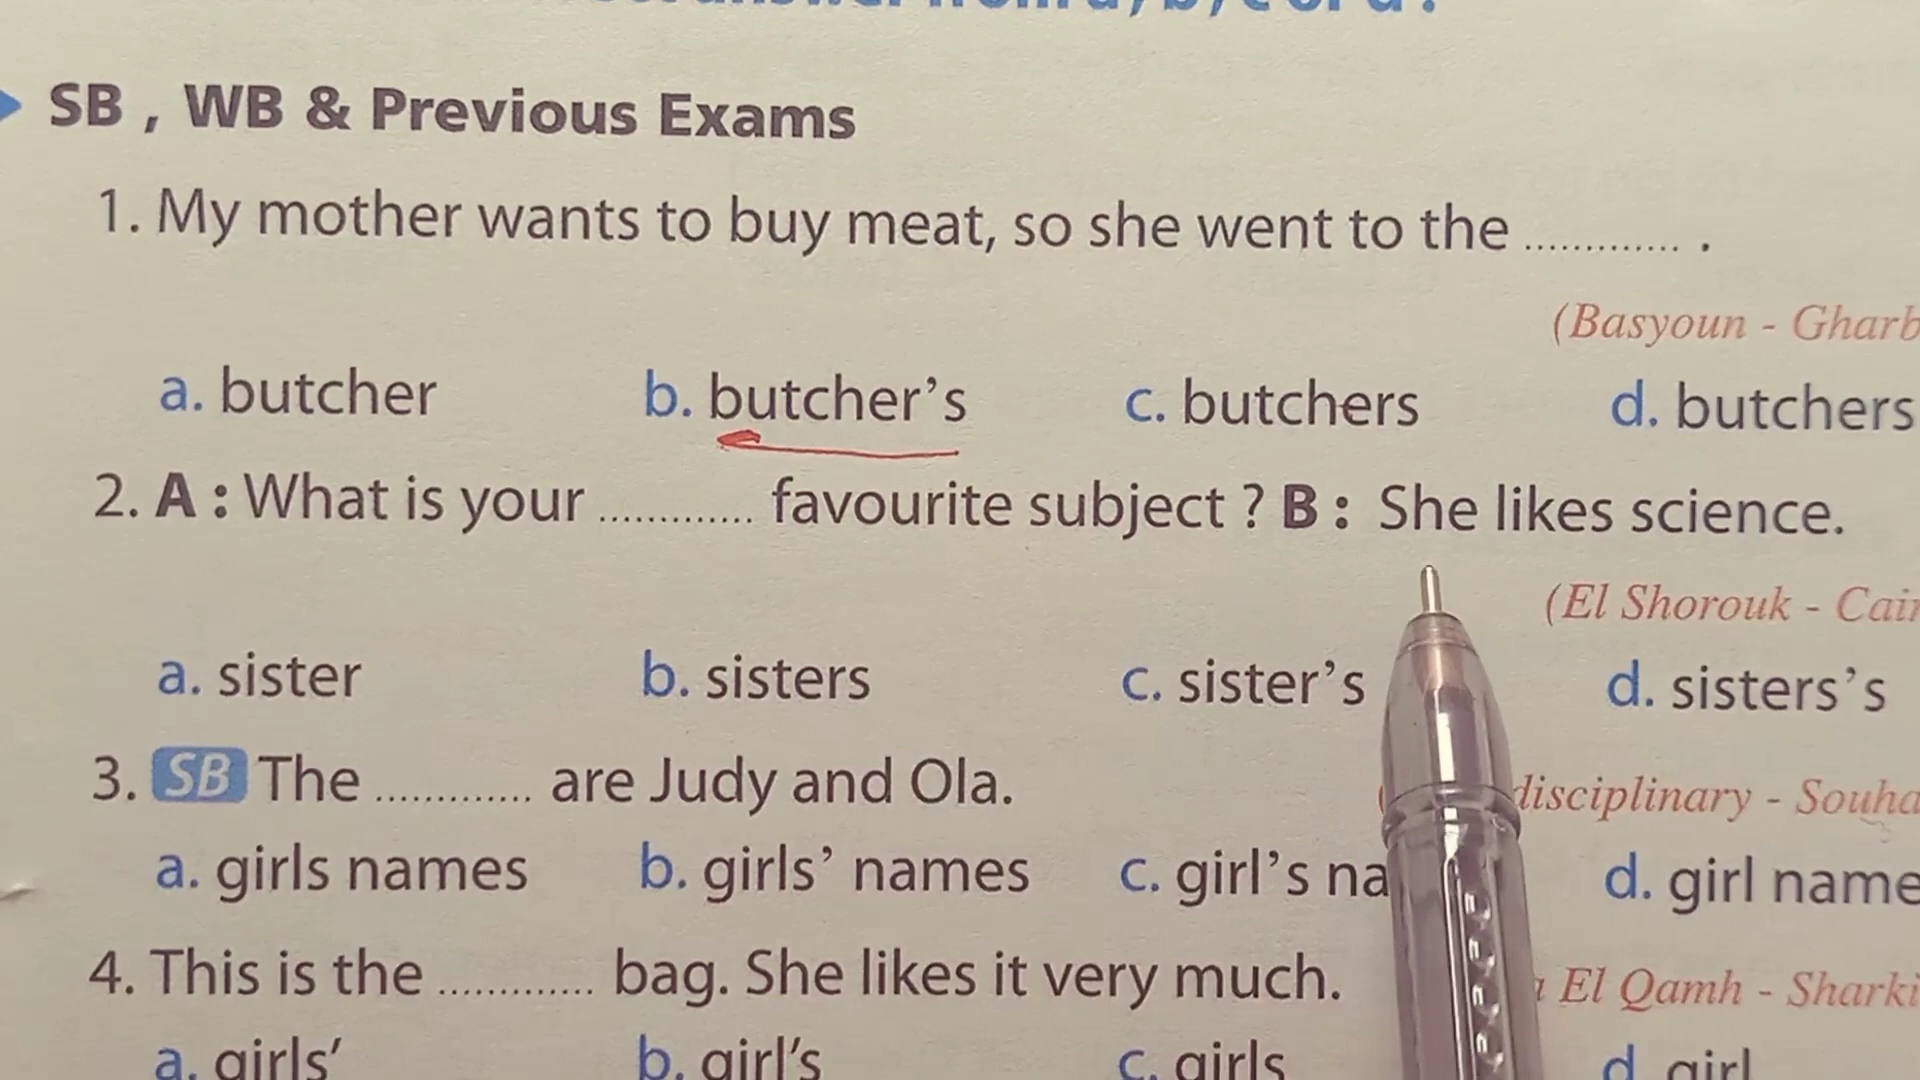 SB , WB & Previous Exams
1. My mother wants to buy meat, so she went to the ............. .
(Basyoun - Gharb
a. butcher b. butcher's c. butchers d. butchers
2. A : What is your ............. favourite subject ? B : She likes science.
(El Shorouk - Cair
a. sister b. sisters c. sister's d. sisters's
3. SB The ............. are Judy and Ola.
disciplinary - Souha
a. girls names b. girls' names c. girl's na d. girl name
4. This is the ............. bag. She likes it very much.
El Qamh - Sharki
a. girls' b. girl's c. girls d. girl